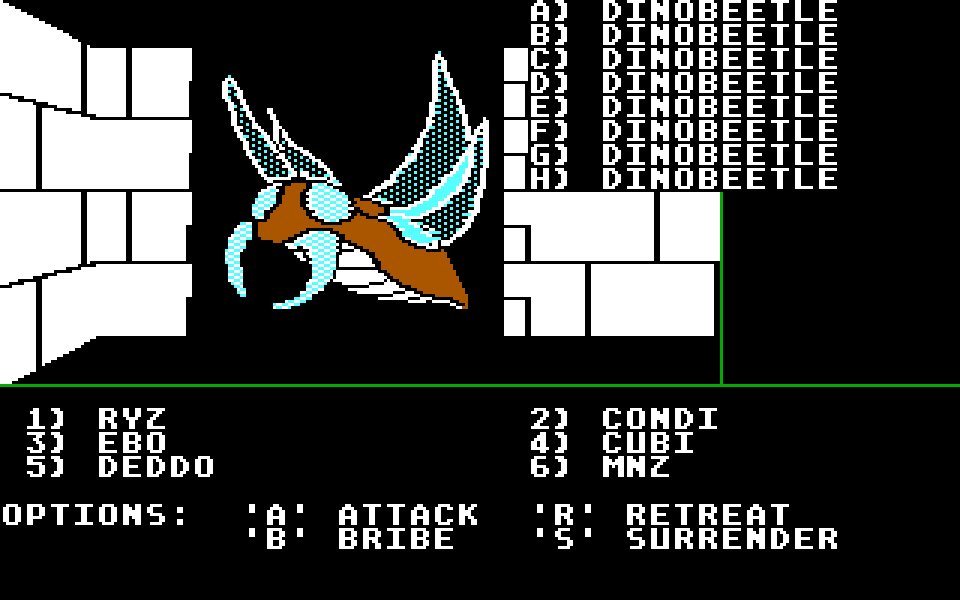 A) DINOBEETLE
B) DINOBEETLE
C) DINOBEETLE
D) DINOBEETLE
E) DINOBEETLE
F) DINOBEETLE
G) DINOBEETLE
H) DINOBEETLE
1) RYZ 2) CONDI
3) EBO 4) CUBI
5) DEDDO 6) MNZ
OPTIONS: 'A' ATTACK 'R' RETREAT
'B' BRIBE 'S' SURRENDER